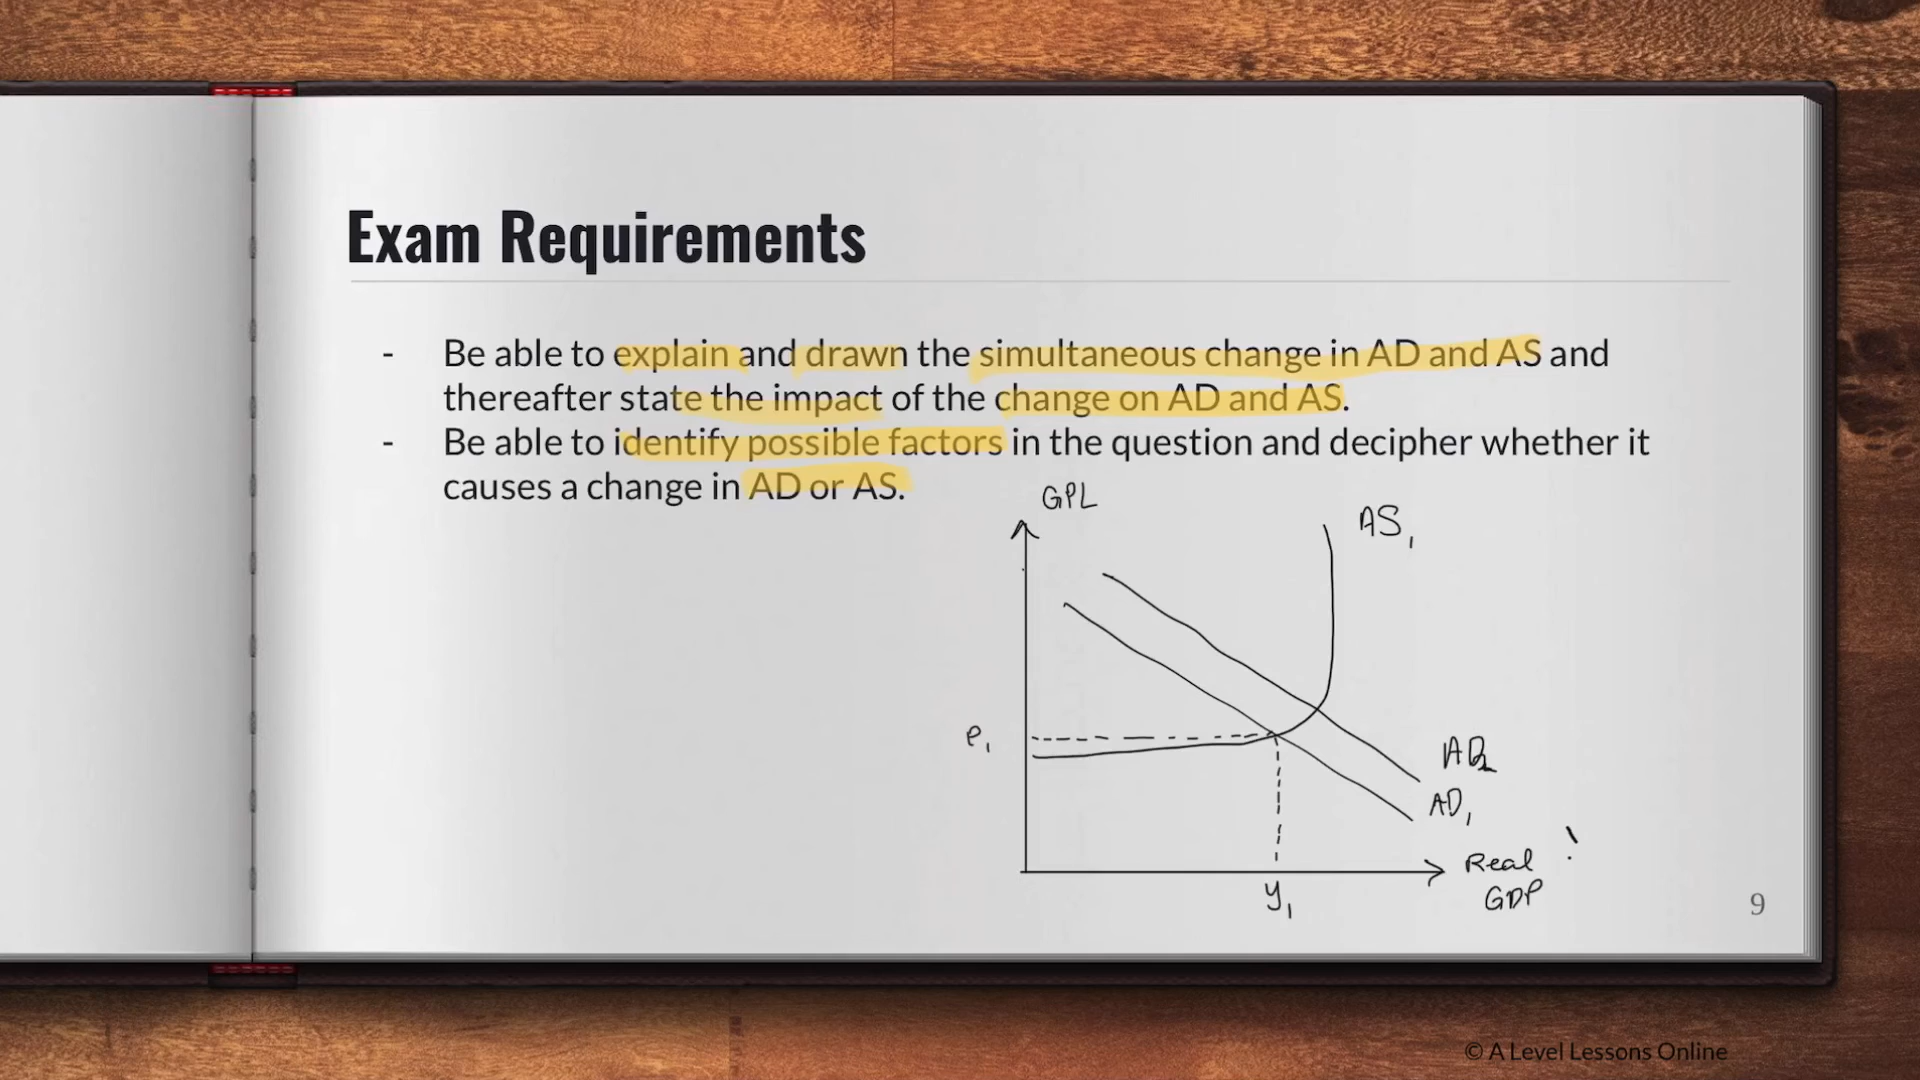 Exam Requirements
- Be able to explain and drawn the simultaneous change in AD and AS and
thereafter state the impact of the change on AD and AS.
- Be able to identify possible factors in the question and decipher whether it
causes a change in AD or AS.
GPL
AS1
P1
AD2
AD1
Real
GDP
y1
9
© A Level Lessons Online